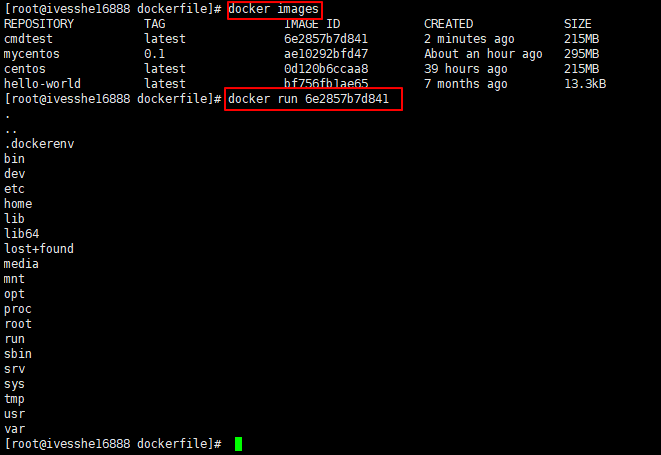 [root@ivesshe16888 dockerfile]# docker images
REPOSITORY TAG IMAGE ID CREATED SIZE
cmdtest latest 6e2857b7d841 2 minutes ago 215MB
mycentos 0.1 ae10292bfd47 About an hour ago 295MB
centos latest 0d120b6ccaa8 39 hours ago 215MB
hello-world latest bf756fb1ae65 7 months ago 13.3kB
[root@ivesshe16888 dockerfile]# docker run 6e2857b7d841
.
..
.dockerenv
bin
dev
etc
home
lib
lib64
lost+found
media
mnt
opt
proc
root
run
sbin
srv
sys
tmp
usr
var
[root@ivesshe16888 dockerfile]#